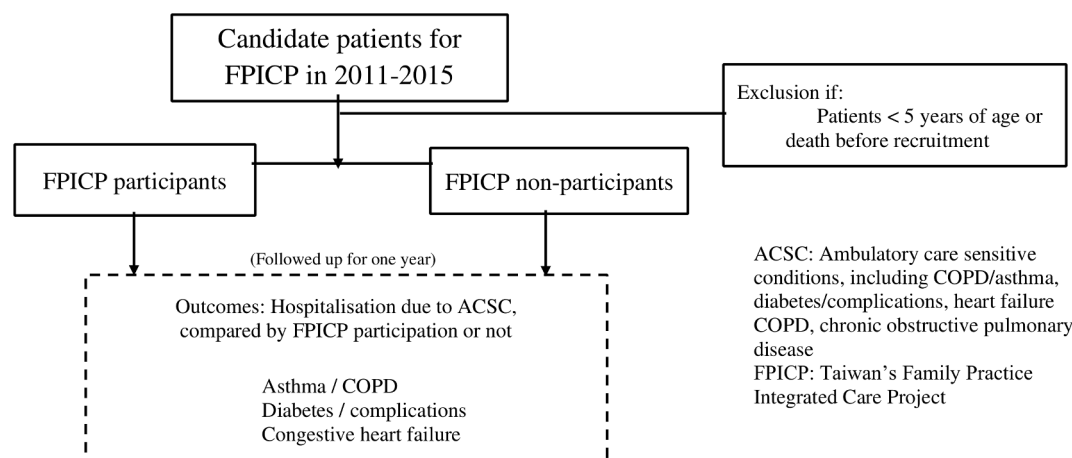 Candidate patients for
FPICP in 2011-2015
Exclusion if:
Patients < 5 years of age or
death before recruitment
FPICP participants
FPICP non-participants
(Followed up for one year)
Outcomes: Hospitalisation due to ACSC,
compared by FPICP participation or not
Asthma / COPD
Diabetes / complications
Congestive heart failure
ACSC: Ambulatory care sensitive
conditions, including COPD/asthma,
diabetes/complications, heart failure
COPD, chronic obstructive pulmonary
disease
FPICP: Taiwan’s Family Practice
Integrated Care Project